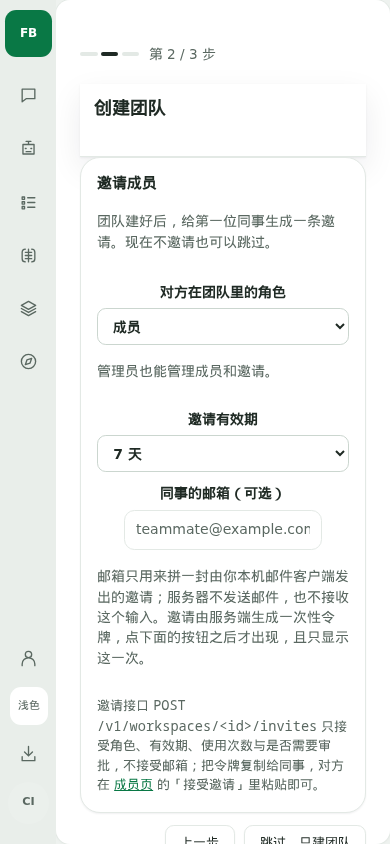 FB
第 2 / 3 步
创建团队
邀请成员
团队建好后，给第一位同事生成一条邀
请。现在不邀请也可以跳过。
对方在团队里的角色
成员
管理员也能管理成员和邀请。
邀请有效期
7 天
同事的邮箱（可选）
teammate@example.com
邮箱只用来拼一封由你本机邮件客户端发
出的邀请；服务器不发送邮件，也不接收
这个输入。邀请由服务端生成一次性令
牌，点下面的按钮之后才出现，且只显示
这一次。
邀请接口 POST
/v1/workspaces/<id>/invites 只接
受角色、有效期、使用次数与是否需要审
批，不接受邮箱；把令牌复制给同事，对方
在 成员页 的「接受邀请」里粘贴即可。
浅色
CI
上一步
跳过，只建团队